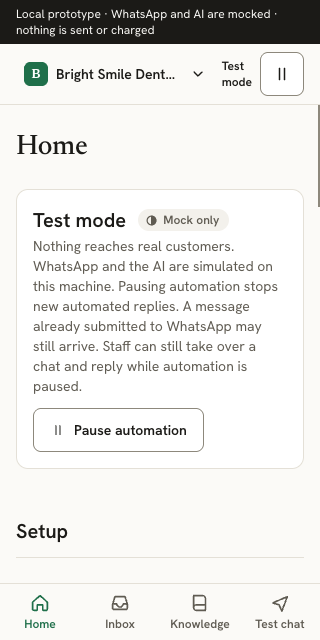 Local prototype · WhatsApp and AI are mocked ·
nothing is sent or charged
B
Bright Smile Dent...
Test
mode
Home
Test mode
Mock only
Nothing reaches real customers.
WhatsApp and the AI are simulated on
this machine. Pausing automation stops
new automated replies. A message
already submitted to WhatsApp may
still arrive. Staff can still take over a
chat and reply while automation is
paused.
Pause automation
Setup
Home
Inbox
Knowledge
Test chat